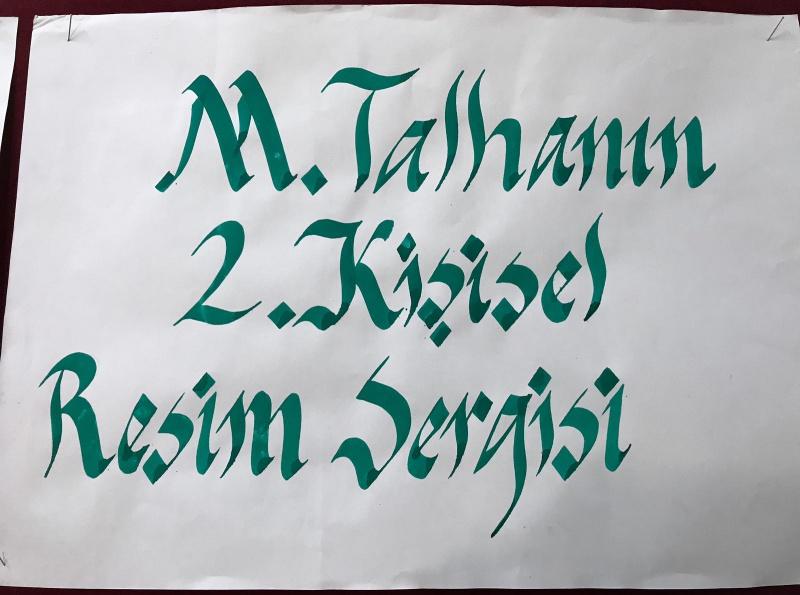 M. Talhanın
2. Kişisel
Resim Sergisi